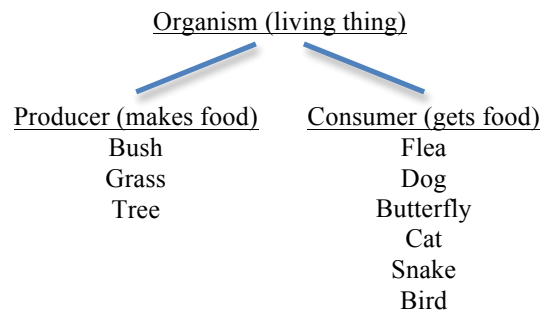 Organism (living thing)
Producer (makes food)
Bush
Grass
Tree
Consumer (gets food)
Flea
Dog
Butterfly
Cat
Snake
Bird